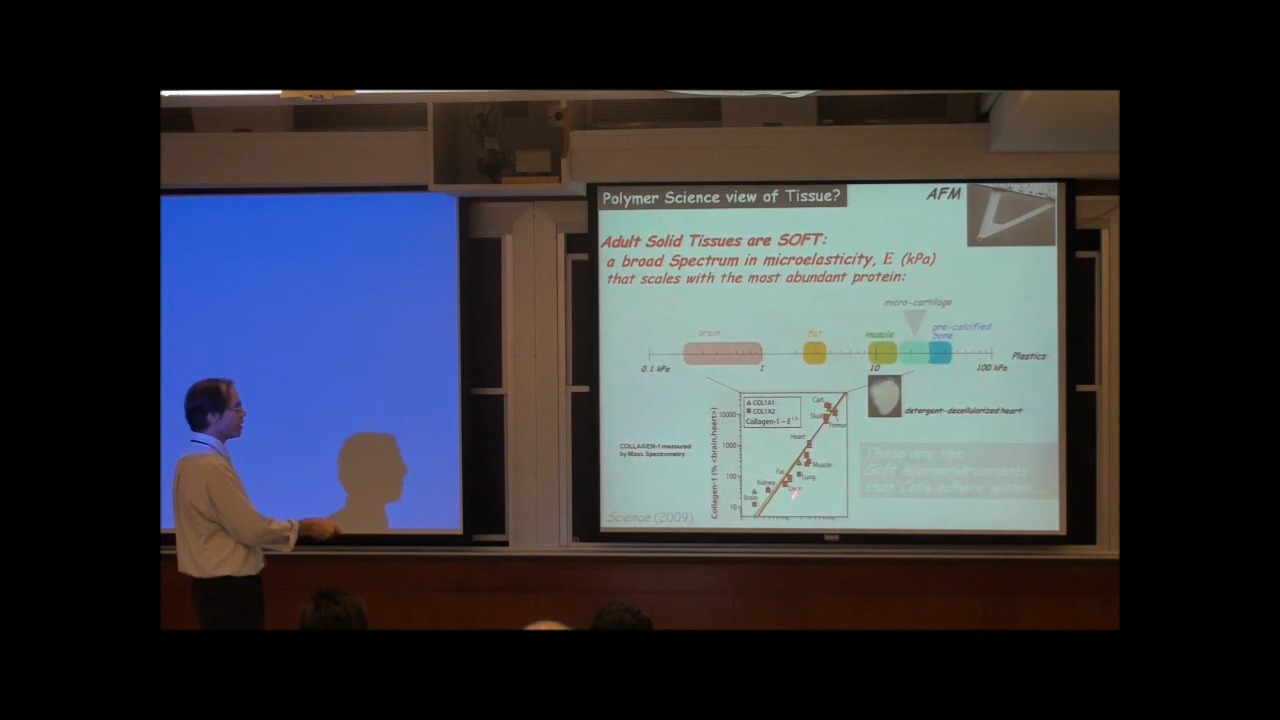 Polymer Science view of Tissue?
AFM
Adult Solid Tissues are SOFT:
a broad Spectrum in microelasticity, E (kPa)
that scales with the most abundant protein:
micro-cartilage
brain
fat
muscle
pre-calcified
bone
Plastics
0.1 kPa
1
10
100 kPa
detergent-decellularized heart
COLLAGEN-1 measured
by Mass Spectrometry
Collagen-1 (% <brain,heart>)
COL1A1
COL1A2
Collagen-1 ~ E
10000
1000
100
10
Cart
Skull
Femur
Heart
Muscle
Fat
Lung
Kidney
Liver
Brain
These are the
Soft Microenvironments
that Cells adhere within ...
Science (2009)